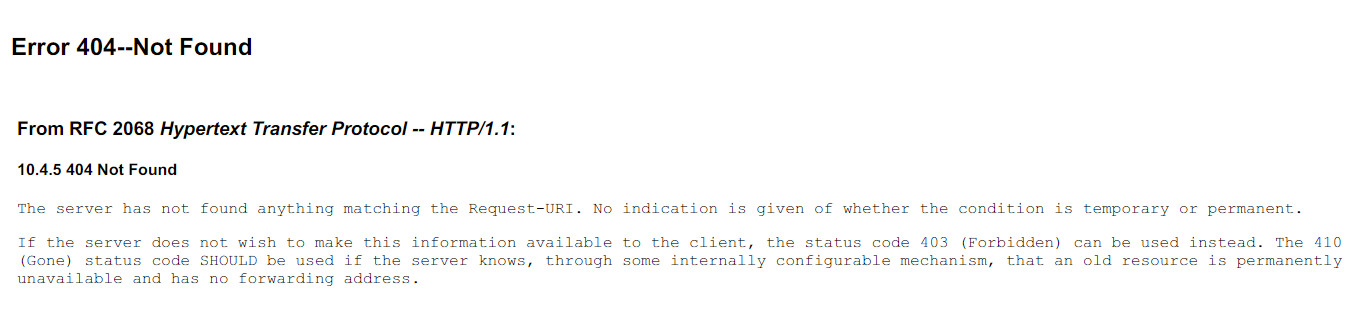 Error 404--Not Found
From RFC 2068 Hypertext Transfer Protocol -- HTTP/1.1:
10.4.5 404 Not Found
The server has not found anything matching the Request-URI. No indication is given of whether the condition is temporary or permanent.
If the server does not wish to make this information available to the client, the status code 403 (Forbidden) can be used instead. The 410
(Gone) status code SHOULD be used if the server knows, through some internally configurable mechanism, that an old resource is permanently
unavailable and has no forwarding address.